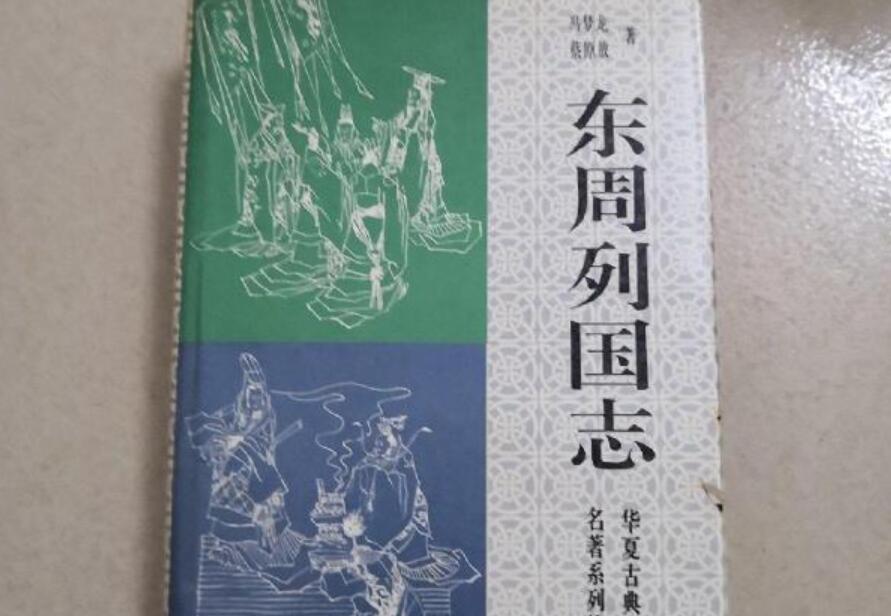 冯梦龙
蔡原放
著
东周列国志
华夏古典
名著系列